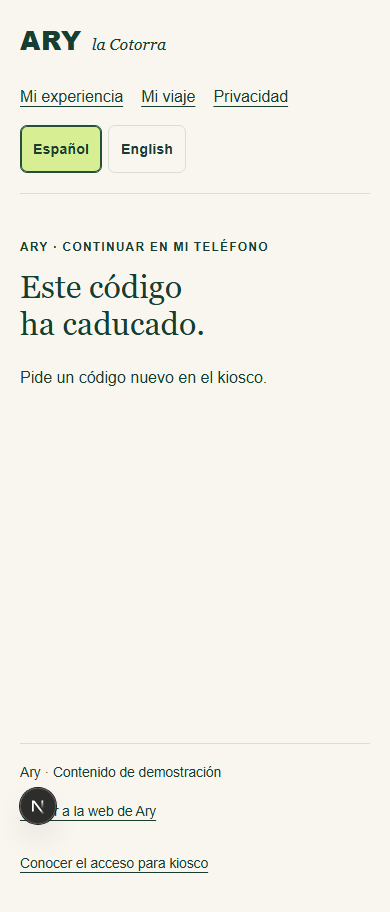 ARY la Cotorra
Mi experiencia Mi viaje Privacidad
Español English
ARY · CONTINUAR EN MI TELÉFONO
Este código
ha caducado.
Pide un código nuevo en el kiosco.
Ary · Contenido de demostración
N
a la web de Ary
Conocer el acceso para kiosco